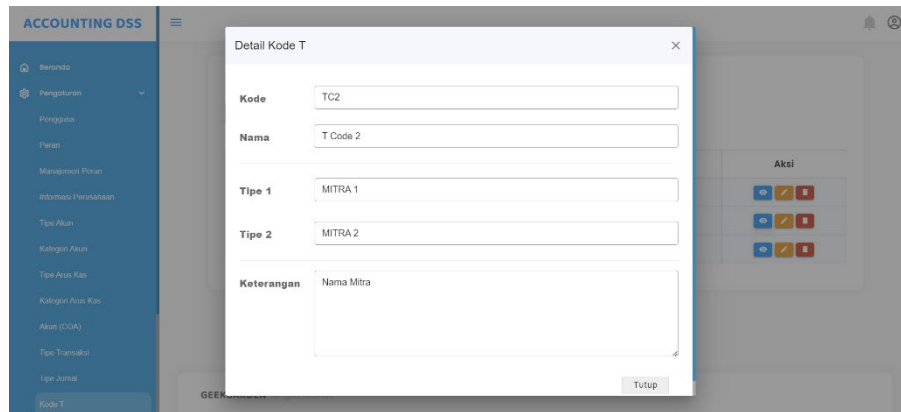 ACCOUNTING DSS
Beranda
Pengaturan
Pengguna
Peran
Manajemen Peran
Informasi Perusahaan
Tipe Akun
Kategori Akun
Tipe Arus Kas
Kategori Arus Kas
Akun (COA)
Tipe Transaksi
Tipe Jurnal
Kode T
Detail Kode T
Kode TC2
Nama T Code 2
Tipe 1 MITRA 1
Tipe 2 MITRA 2
Keterangan Nama Mitra
Tutup
Aksi